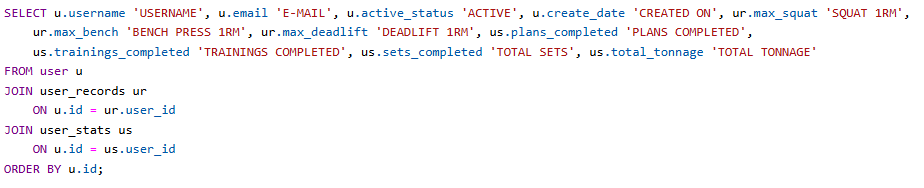 SELECT u.username 'USERNAME', u.email 'E-MAIL', u.active_status 'ACTIVE', u.create_date 'CREATED ON', ur.max_squat 'SQUAT 1RM',
ur.max_bench 'BENCH PRESS 1RM', ur.max_deadlift 'DEADLIFT 1RM', us.plans_completed 'PLANS COMPLETED',
us.trainings_completed 'TRAININGS COMPLETED', us.sets_completed 'TOTAL SETS', us.total_tonnage 'TOTAL TONNAGE'
FROM user u
JOIN user_records ur
ON u.id = ur.user_id
JOIN user_stats us
ON u.id = us.user_id
ORDER BY u.id;